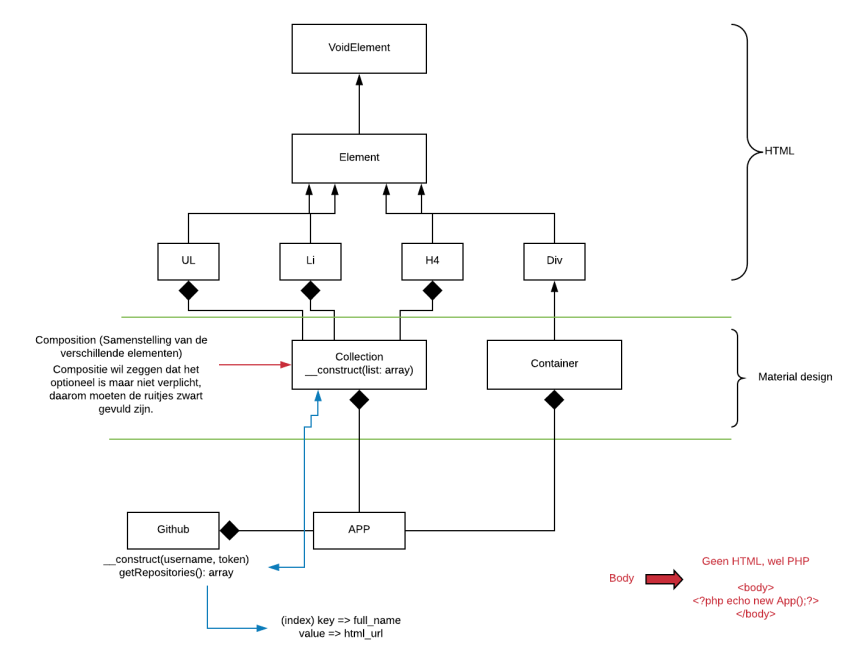 VoidElement
Element
HTML
UL
Li
H4
Div
Composition (Samenstelling van de
verschillende elementen)
Compositie wil zeggen dat het
optioneel is maar niet verplicht,
daarom moeten de ruitjes zwart
gevuld zijn.
Collection
__construct(list: array)
Container
Material design
Github
APP
__construct(username, token)
getRepositories(): array
(index) key => full_name
value => html_url
Body
Geen HTML, wel PHP
<body>
<?php echo new App();?>
</body>